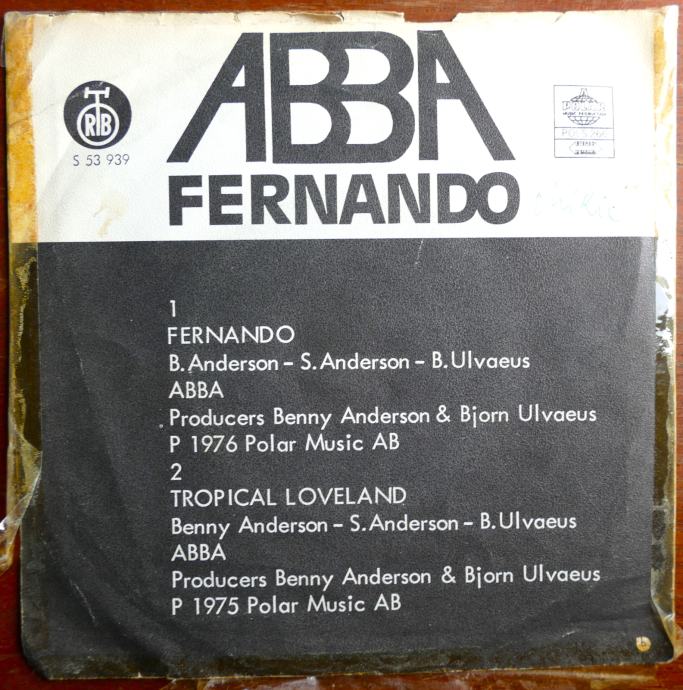 ABBA
RTB
S 53 939
POLAR
FERNANDO
1
FERNANDO
B. Anderson – S. Anderson – B. Ulvaeus
ABBA
Producers Benny Anderson & Bjorn Ulvaeus
P 1976 Polar Music AB
2
TROPICAL LOVELAND
Benny Anderson – S. Anderson – B. Ulvaeus
ABBA
Producers Benny Anderson & Bjorn Ulvaeus
P 1975 Polar Music AB